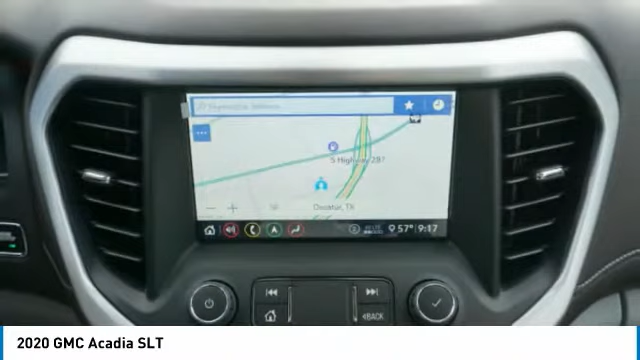 S Highway 287
Decatur, TX
57° 9:17
<BACK
2020 GMC Acadia SLT